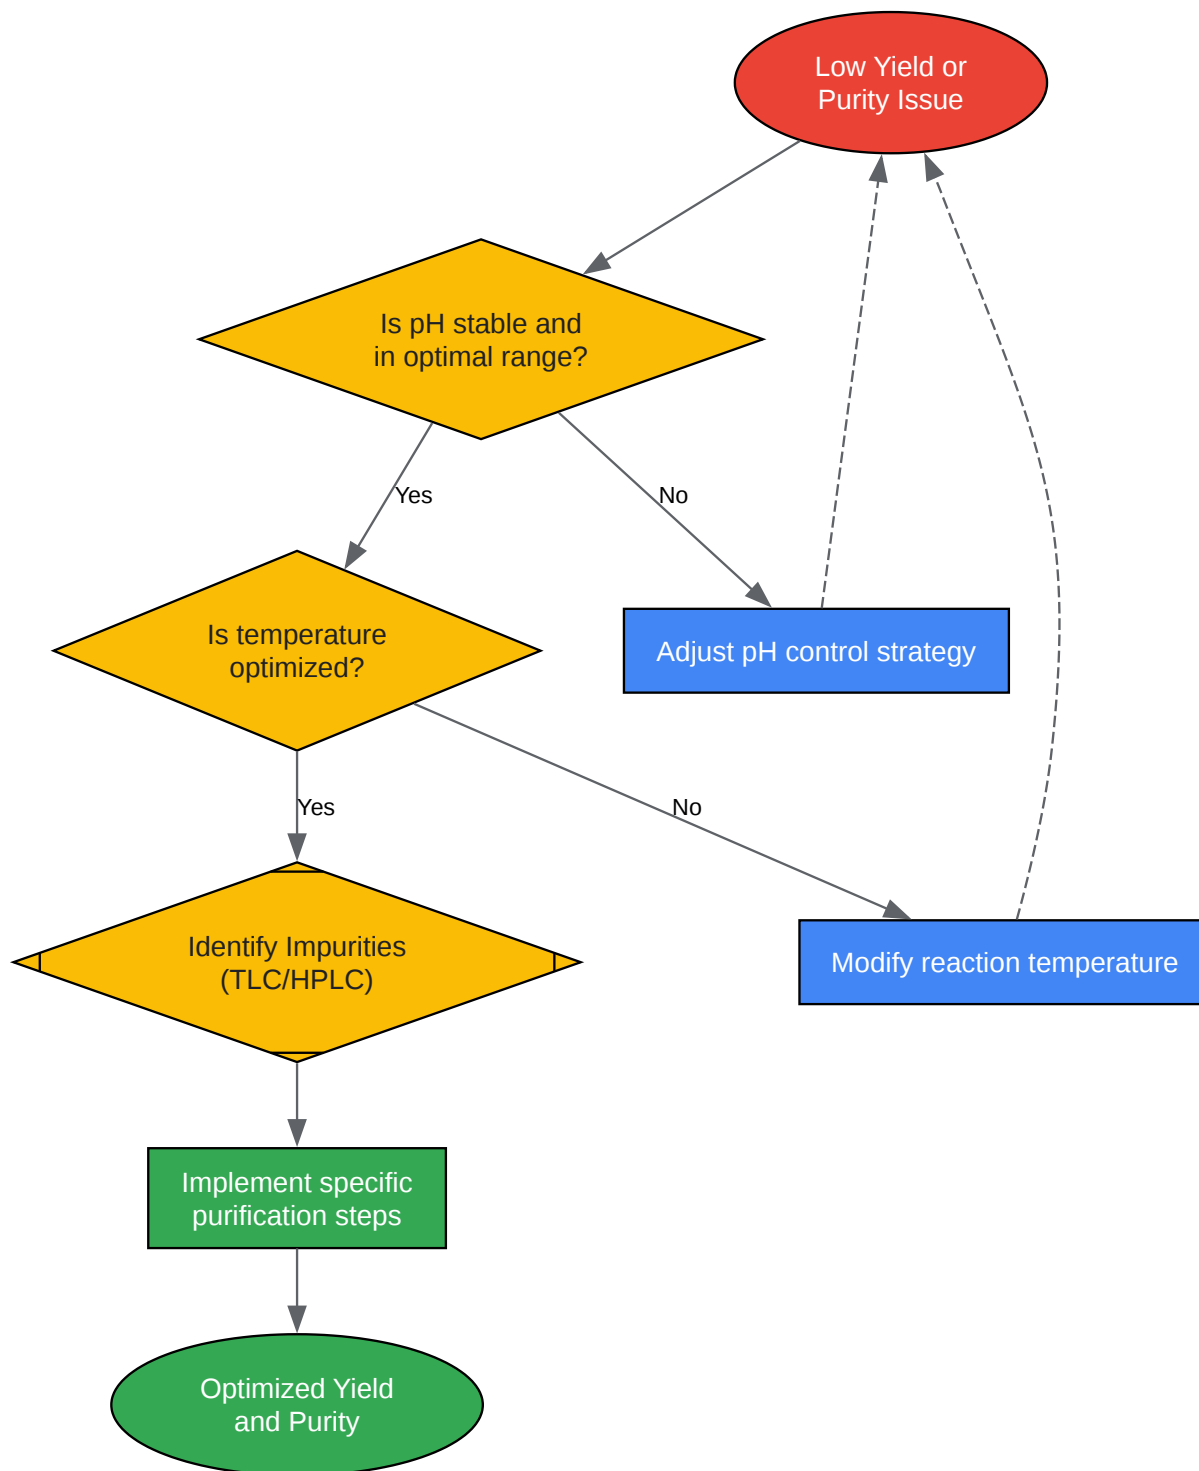 Low Yield or
Purity Issue
Is pH stable and
in optimal range?
Yes
No
Is temperature
optimized?
Adjust pH control strategy
Yes
No
Identify Impurities
(TLC/HPLC)
Modify reaction temperature
Implement specific
purification steps
Optimized Yield
and Purity